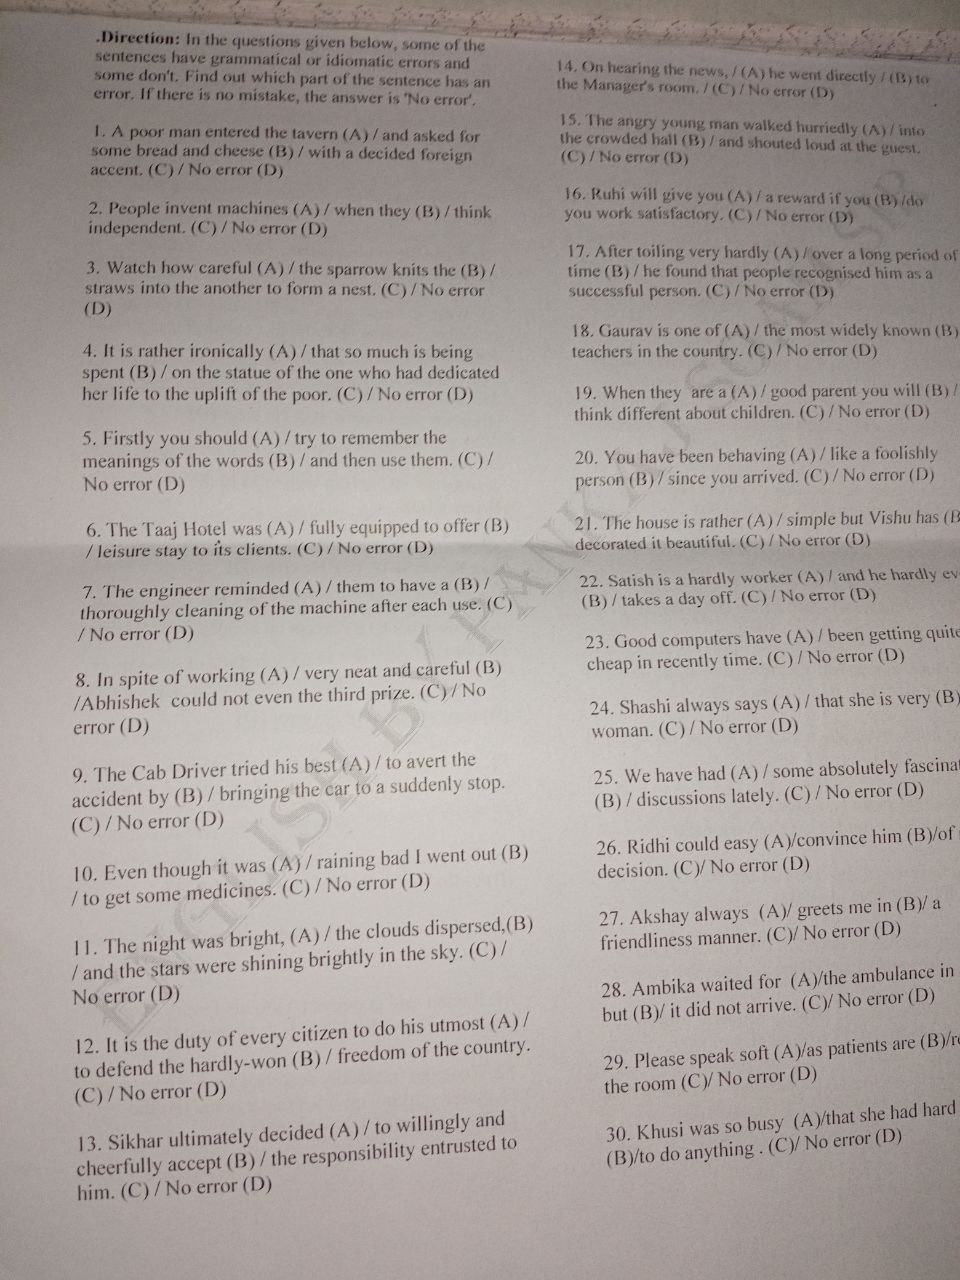 .Direction: In the questions given below, some of the
sentences have grammatical or idiomatic errors and
some don't. Find out which part of the sentence has an
error. If there is no mistake, the answer is 'No error'.
1. A poor man entered the tavern (A) / and asked for
some bread and cheese (B) / with a decided foreign
accent. (C) / No error (D)
2. People invent machines (A) / when they (B) / think
independent. (C) / No error (D)
3. Watch how careful (A) / the sparrow knits the (B) /
straws into the another to form a nest. (C) / No error
(D)
4. It is rather ironically (A) / that so much is being
spent (B) / on the statue of the one who had dedicated
her life to the uplift of the poor. (C) / No error (D)
5. Firstly you should (A) / try to remember the
meanings of the words (B) / and then use them. (C) /
No error (D)
6. The Taaj Hotel was (A) / fully equipped to offer (B)
/ leisure stay to its clients. (C) / No error (D)
7. The engineer reminded (A) / them to have a (B) /
thoroughly cleaning of the machine after each use. (C)
/ No error (D)
8. In spite of working (A) / very neat and careful (B)
/Abhishek could not even the third prize. (C) / No
error (D)
9. The Cab Driver tried his best (A) / to avert the
accident by (B) / bringing the car to a suddenly stop.
(C) / No error (D)
10. Even though it was (A) / raining bad I went out (B)
/ to get some medicines. (C) / No error (D)
11. The night was bright, (A) / the clouds dispersed,(B)
/ and the stars were shining brightly in the sky. (C) /
No error (D)
12. It is the duty of every citizen to do his utmost (A) /
to defend the hardly-won (B) / freedom of the country.
(C) / No error (D)
13. Sikhar ultimately decided (A) / to willingly and
cheerfully accept (B) / the responsibility entrusted to
him. (C) / No error (D)
14. On hearing the news, / (A) he went directly / (B) to
the Manager's room. / (C) / No error (D)
15. The angry young man walked hurriedly (A) / into
the crowded hall (B) / and shouted loud at the guest.
(C) / No error (D)
16. Ruhi will give you (A) / a reward if you (B) /do
you work satisfactory. (C) / No error (D)
17. After toiling very hardly (A) / over a long period of
time (B) / he found that people recognised him as a
successful person. (C) / No error (D)
18. Gaurav is one of (A) / the most widely known (B)
teachers in the country. (C) / No error (D)
19. When they are a (A) / good parent you will (B) /
think different about children. (C) / No error (D)
20. You have been behaving (A) / like a foolishly
person (B) / since you arrived. (C) / No error (D)
21. The house is rather (A) / simple but Vishu has (B
decorated it beautiful. (C) / No error (D)
22. Satish is a hardly worker (A) / and he hardly ev
(B) / takes a day off. (C) / No error (D)
23. Good computers have (A) / been getting quite
cheap in recently time. (C) / No error (D)
24. Shashi always says (A) / that she is very (B)
woman. (C) / No error (D)
25. We have had (A) / some absolutely fascinat
(B) / discussions lately. (C) / No error (D)
26. Ridhi could easy (A)/convince him (B)/of
decision. (C)/ No error (D)
27. Akshay always (A)/ greets me in (B)/ a
friendliness manner. (C)/ No error (D)
28. Ambika waited for (A)/the ambulance in
but (B)/ it did not arrive. (C)/ No error (D)
29. Please speak soft (A)/as patients are (B)/re
the room (C)/ No error (D)
30. Khusi was so busy (A)/that she had hard
(B)/to do anything . (C)/ No error (D)